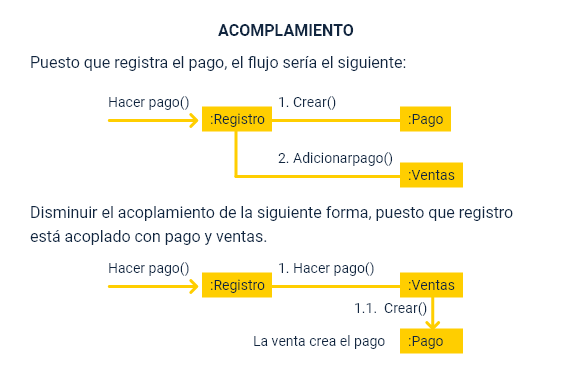 ACOMPLAMIENTO
Puesto que registra el pago, el flujo sería el siguiente:
Hacer pago()
1. Crear()
:Registro
:Pago
2. Adicionarpago()
:Ventas
Disminuir el acoplamiento de la siguiente forma, puesto que registro
está acoplado con pago y ventas.
Hacer pago()
1. Hacer pago()
:Registro
:Ventas
1.1. Crear()
La venta crea el pago
:Pago